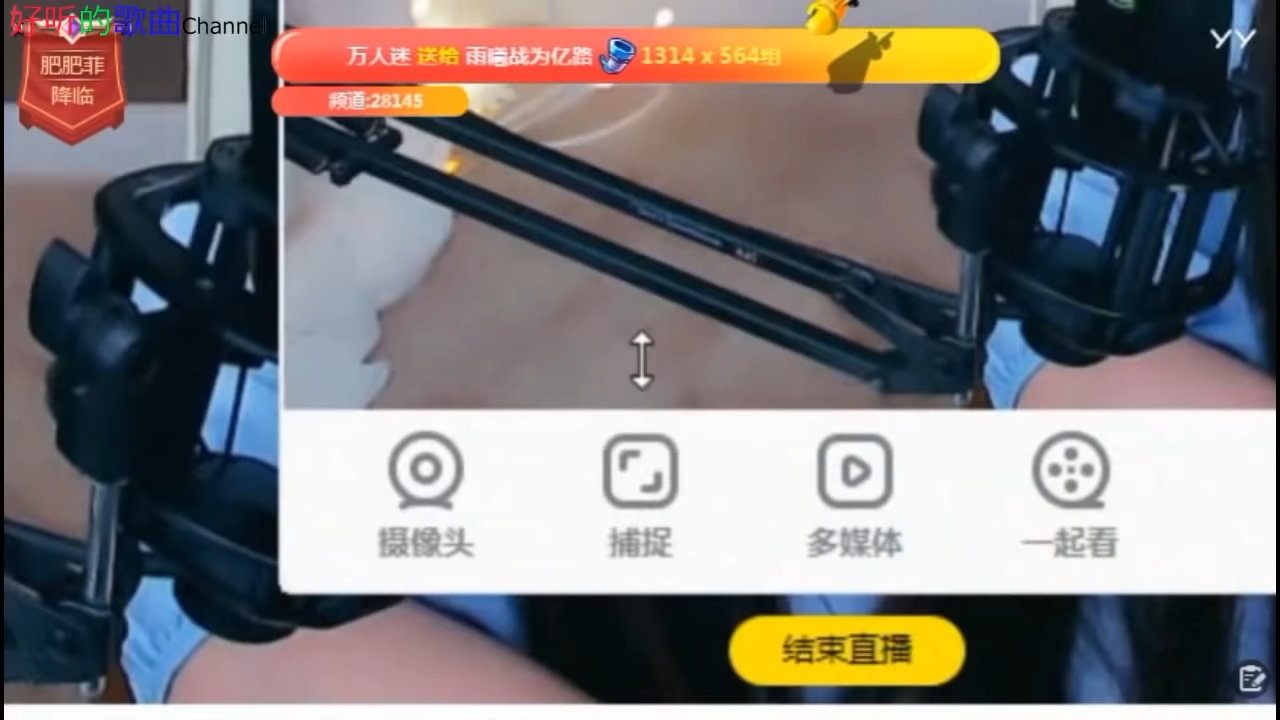 好听的歌曲Channel
YY
肥肥菲
降临
万人迷 送给 雨曦战为亿路 1314 x 564组
频道:28145
摄像头
捕捉
多媒体
一起看
结束直播